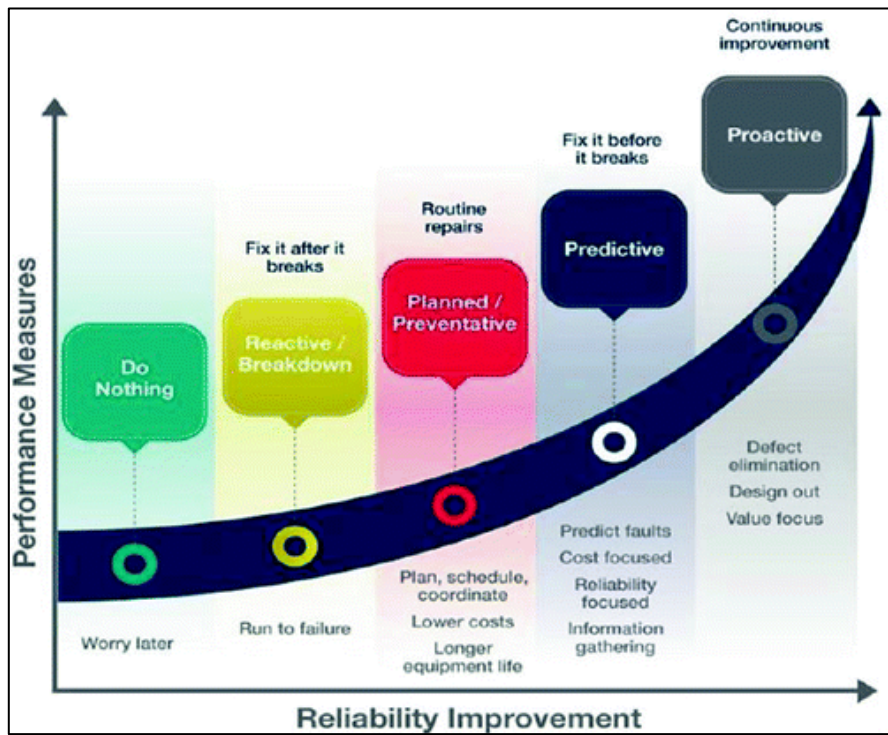 Continuous
improvement
Proactive
Fix it before
it breaks
Predictive
Routine
repairs
Planned /
Preventative
Fix it after it
breaks
Reactive /
Breakdown
Do
Nothing
Performance Measures
Worry later
Run to failure
Plan, schedule,
coordinate
Lower costs
Longer
equipment life
Predict faults
Cost focused
Reliability
focused
Information
gathering
Defect
elimination
Design out
Value focus
Reliability Improvement